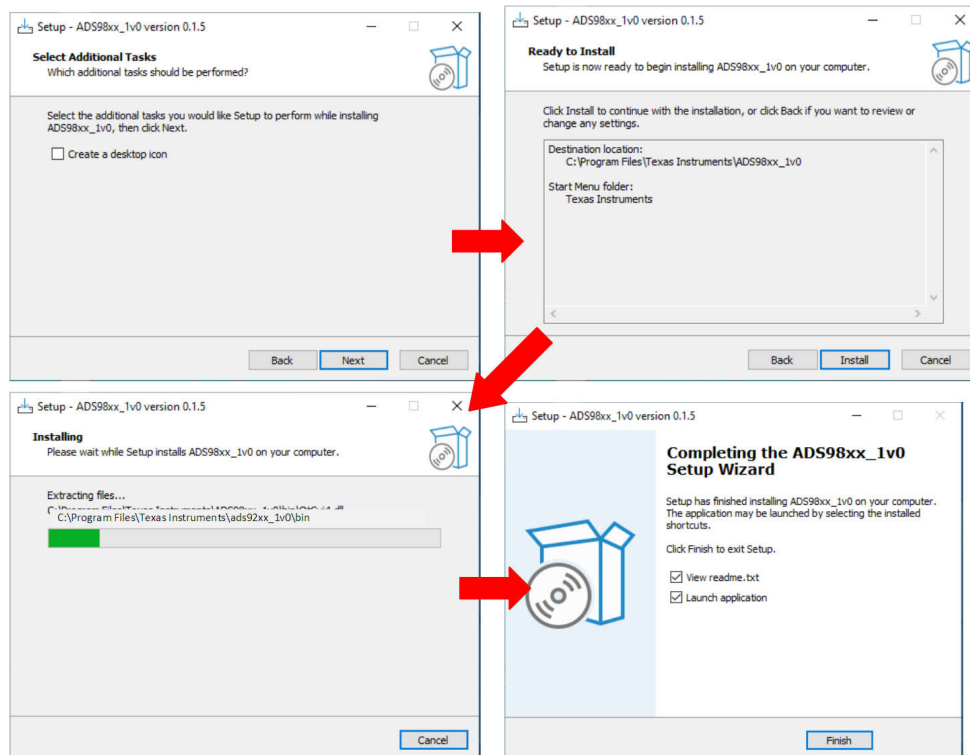 Setup - ADS98xx_1v0 version 0.1.5
Select Additional Tasks
Which additional tasks should be performed?
Select the additional tasks you would like Setup to perform while installing
ADS98xx_1v0, then click Next.
Create a desktop icon
Back Next Cancel
Setup - ADS98xx_1v0 version 0.1.5
Ready to Install
Setup is now ready to begin installing ADS98xx_1v0 on your computer.
Click Install to continue with the installation, or click Back if you want to review or
change any settings.
Destination location:
C:\Program Files\Texas Instruments\ADS98xx_1v0
Start Menu folder:
Texas Instruments
Back Install Cancel
Setup - ADS98xx_1v0 version 0.1.5
Installing
Please wait while Setup installs ADS98xx_1v0 on your computer.
Extracting files...
C:\Program Files\Texas Instruments\ads92xx_1v0\bin
Cancel
Setup - ADS98xx_1v0 version 0.1.5
Completing the ADS98xx_1v0
Setup Wizard
Setup has finished installing ADS98xx_1v0 on your computer.
The application may be launched by selecting the installed
shortcuts.
Click Finish to exit Setup.
View readme.txt
Launch application
Finish